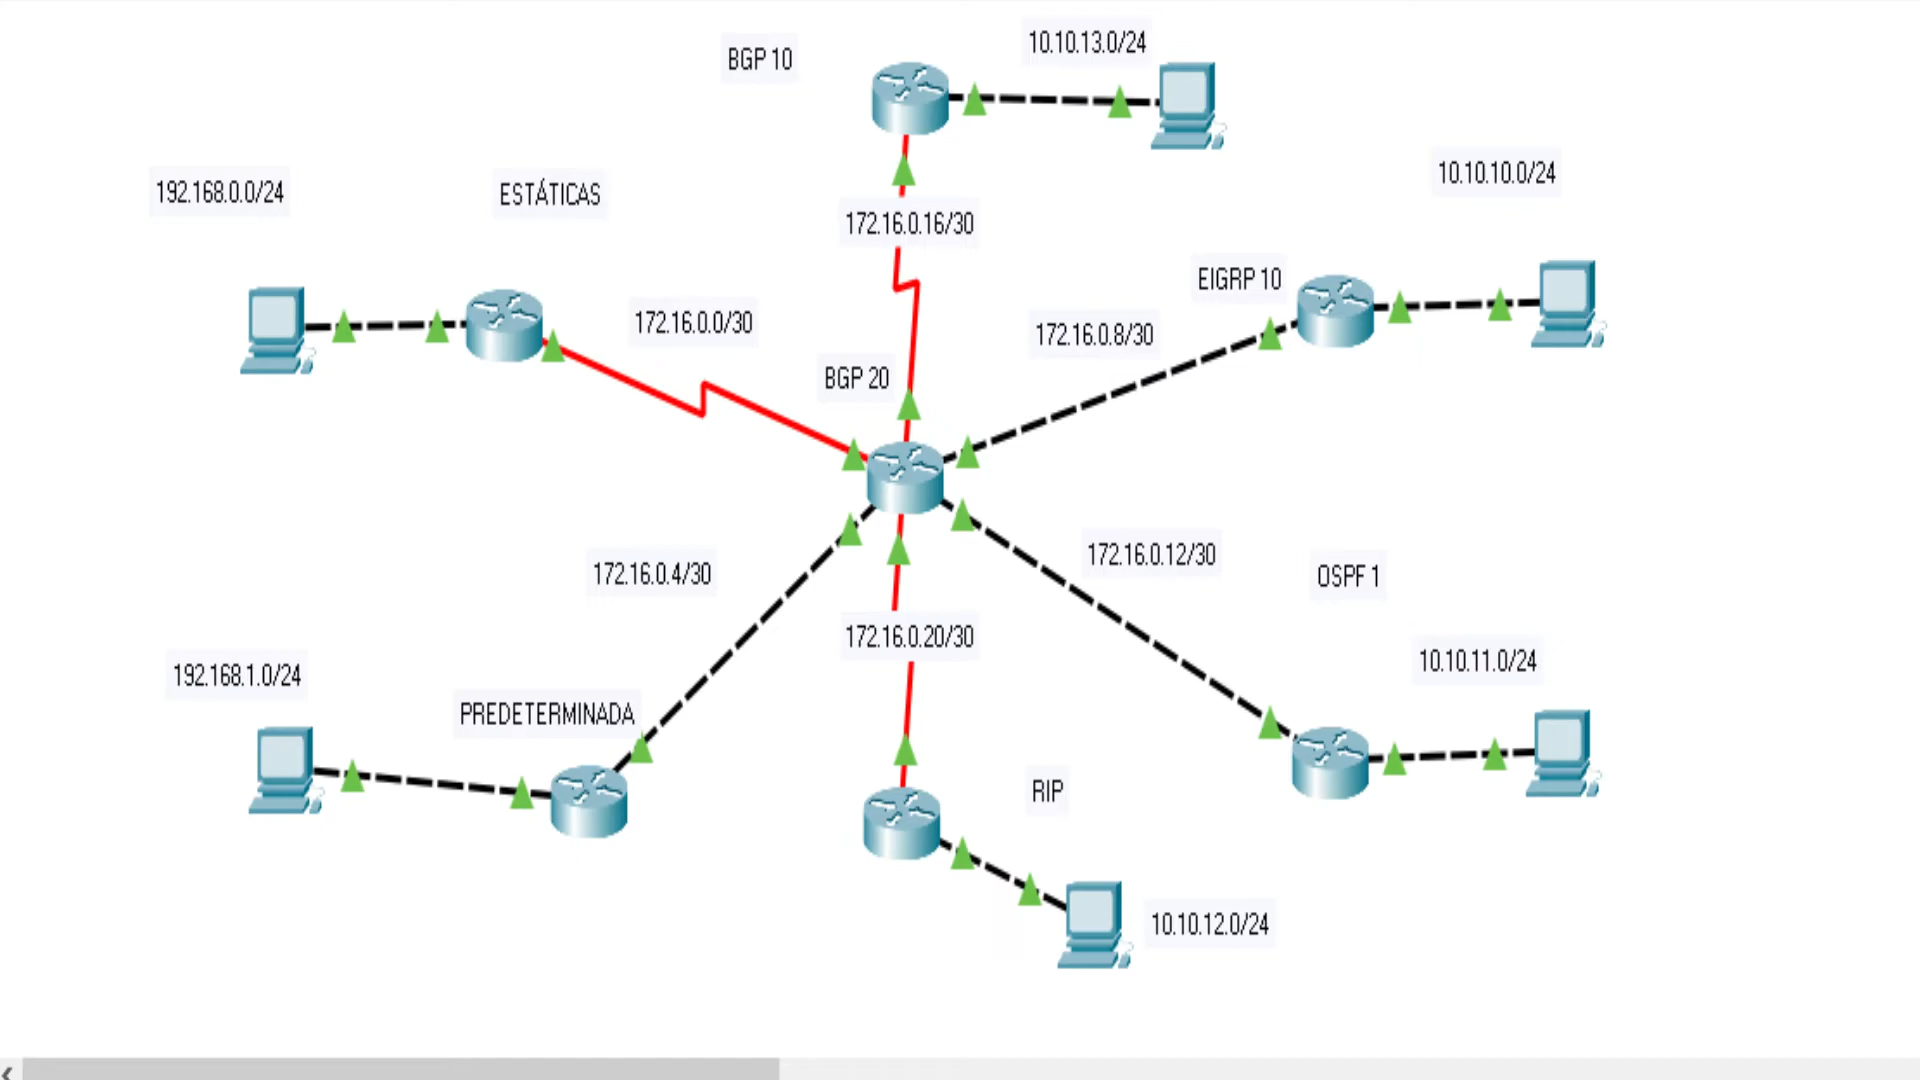 10.10.13.0/24
BGP 10
10.10.10.0/24
192.168.0.0/24
ESTÁTICAS
172.16.0.16/30
EIGRP 10
172.16.0.0/30
172.16.0.8/30
BGP 20
172.16.0.12/30
172.16.0.4/30
OSPF 1
172.16.0.20/30
10.10.11.0/24
192.168.1.0/24
PREDETERMINADA
RIP
10.10.12.0/24